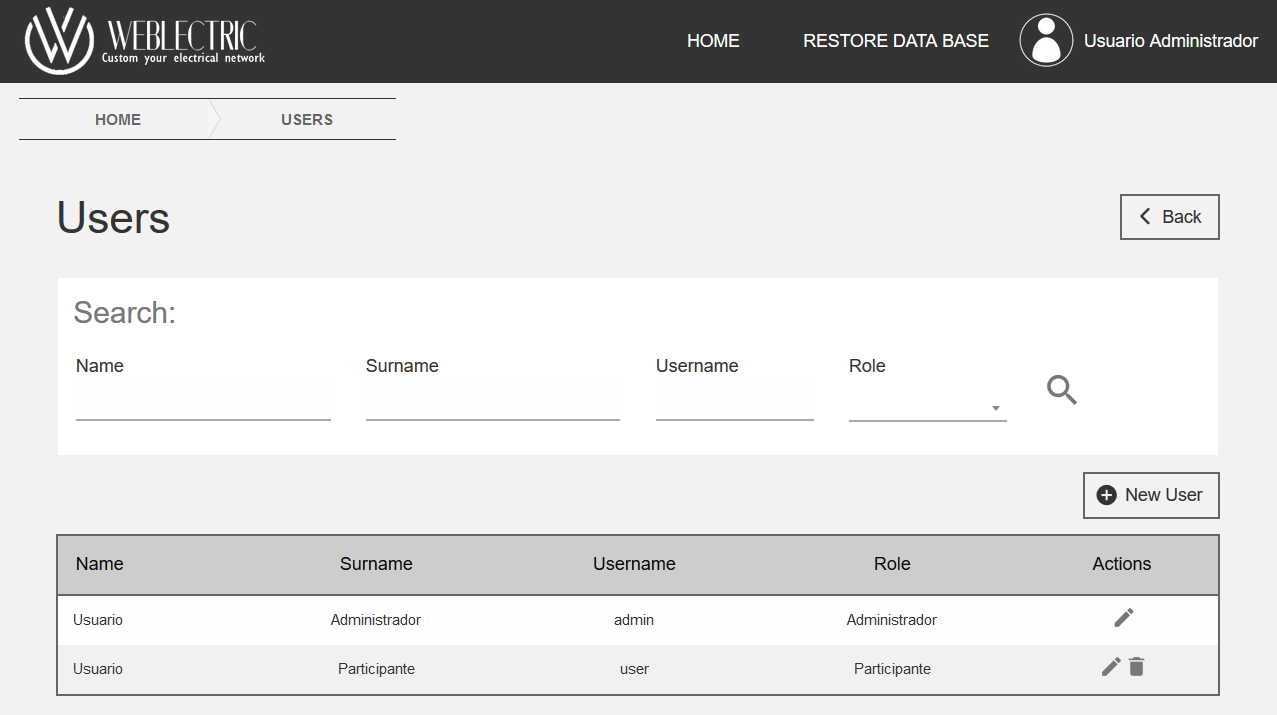 WEBLECTRIC
Custom your electrical network
HOME RESTORE DATA BASE Usuario Administrador
HOME USERS
Users
Back
Search:
Name Surname Username Role
New User
Name Surname Username Role Actions
Usuario Administrador admin Administrador
Usuario Participante user Participante